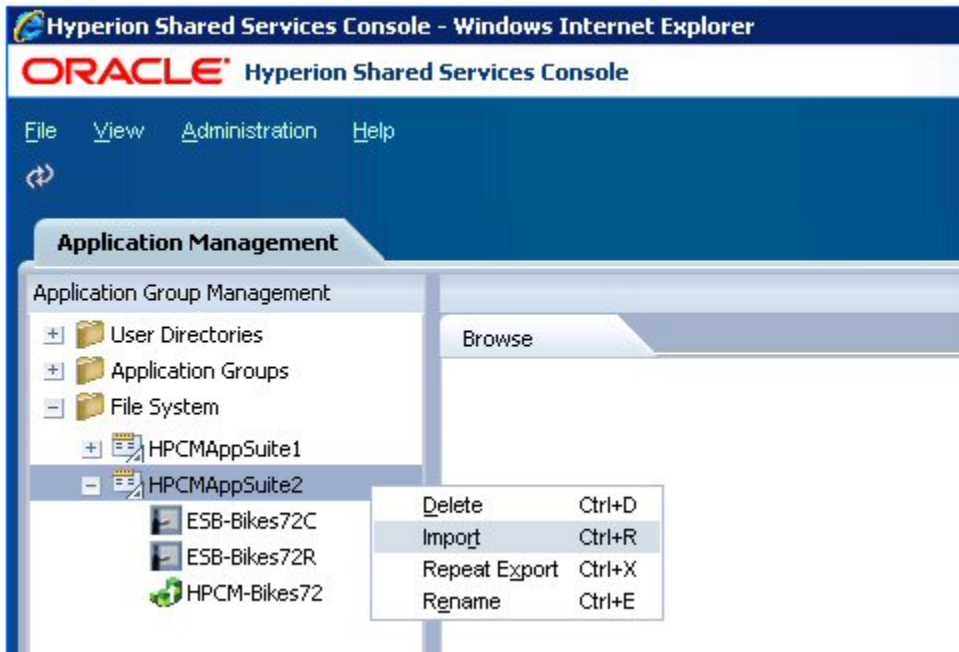 Hyperion Shared Services Console - Windows Internet Explorer
ORACLE Hyperion Shared Services Console
File View Administration Help
Application Management
Application Group Management
Browse
User Directories
Application Groups
File System
HPCMAppSuite1
HPCMAppSuite2
ESB-Bikes72C
ESB-Bikes72R
HPCM-Bikes72
Delete Ctrl+D
Import Ctrl+R
Repeat Export Ctrl+X
Rename Ctrl+E